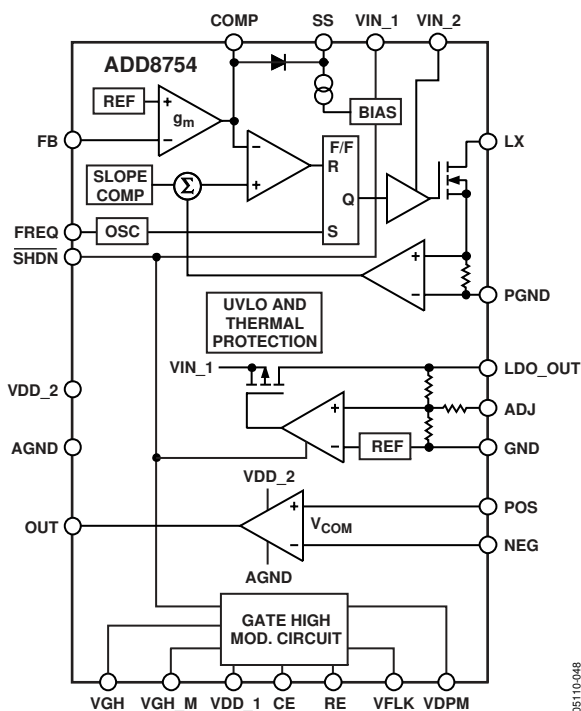 COMP SS VIN_1 VIN_2
ADD8754
REF + gm −
BIAS
FB
LX
SLOPE
COMP
Σ
− +
F/F
R
Q
S
FREQ OSC
SHDN
+ −
PGND
UVLO AND
THERMAL
PROTECTION
VIN_1
LDO_OUT
VDD_2
+ −
ADJ
REF
AGND
GND
VDD_2
POS
OUT
+ −
VCOM
NEG
AGND
GATE HIGH
MOD. CIRCUIT
VGH VGH_M VDD_1 CE RE VFLK VDPM
05110-048